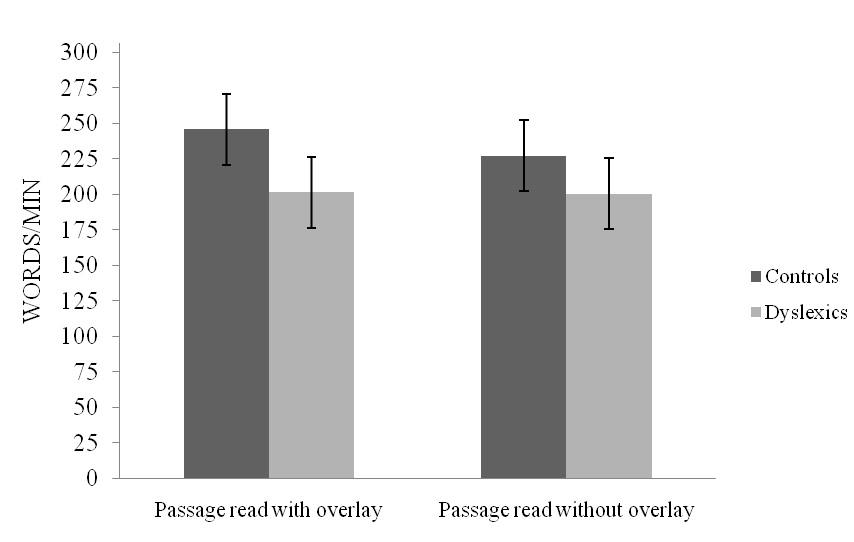 WORDS/MIN
300
275
250
225
200
175
150
125
100
75
50
25
0
Passage read with overlay
Passage read without overlay
Controls
Dyslexics